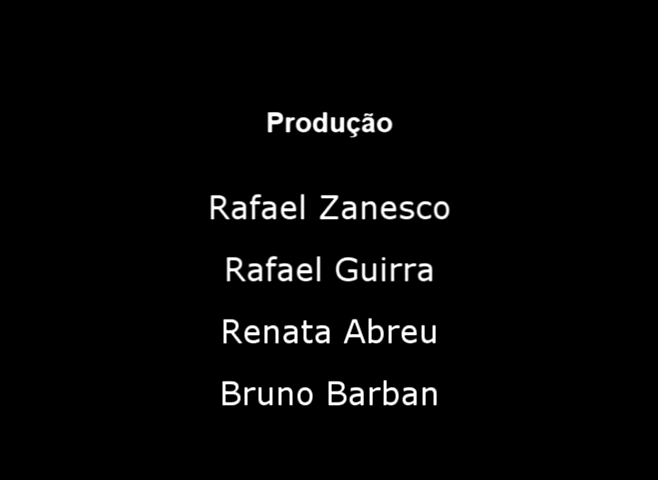 Produção
Rafael Zanesco
Rafael Guirra
Renata Abreu
Bruno Barban